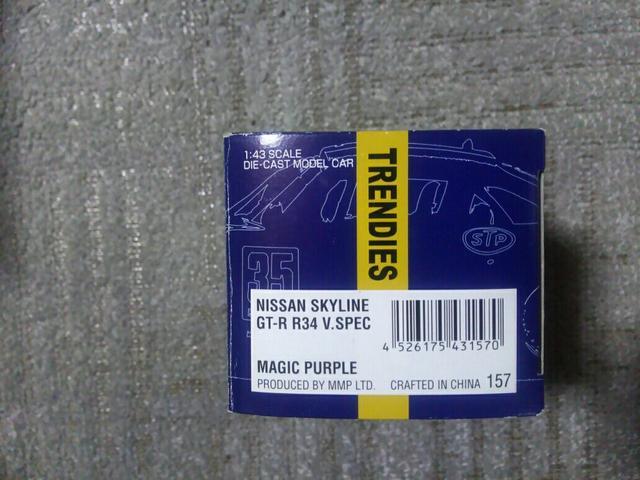 1:43 SCALE
DIE-CAST MODEL CAR
TRENDIES
35
STP
NISSAN SKYLINE
GT-R R34 V.SPEC
4 526175 431570
MAGIC PURPLE
PRODUCED BY MMP LTD. CRAFTED IN CHINA 157